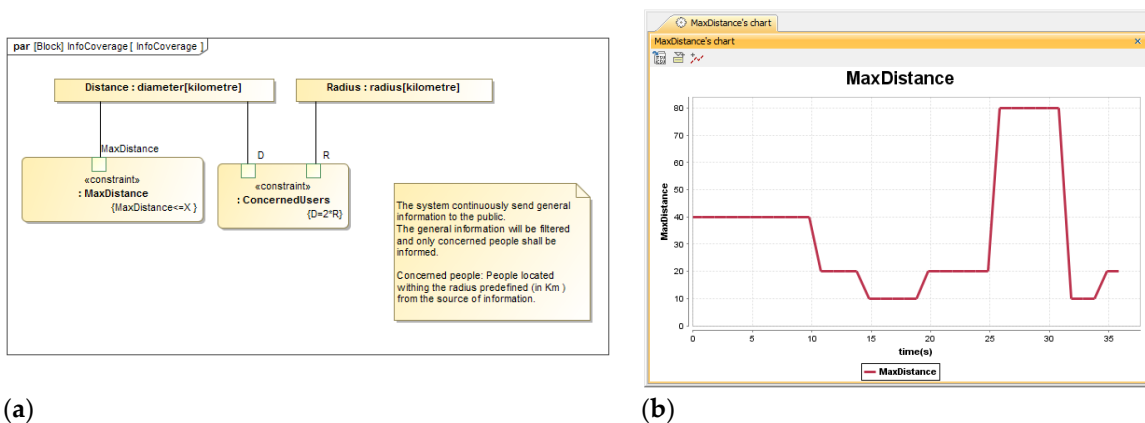 par [Block] InfoCoverage [ InfoCoverage ]
Distance : diameter[kilometre]
Radius : radius[kilometre]
MaxDistance
D
R
«constraint»
: MaxDistance
{MaxDistance<=X }
«constraint»
: ConcernedUsers
{D=2*R}
The system continuously send general
information to the public.
The general information will be filtered
and only concerned people shall be
informed.
Concerned people: People located
withing the radius predefined (in Km )
from the source of information.
(a)
MaxDistance's chart
MaxDistance's chart
MaxDistance
MaxDistance
80
70
60
50
40
30
20
10
0
0 5 10 15 20 25 30 35
time(s)
MaxDistance
(b)